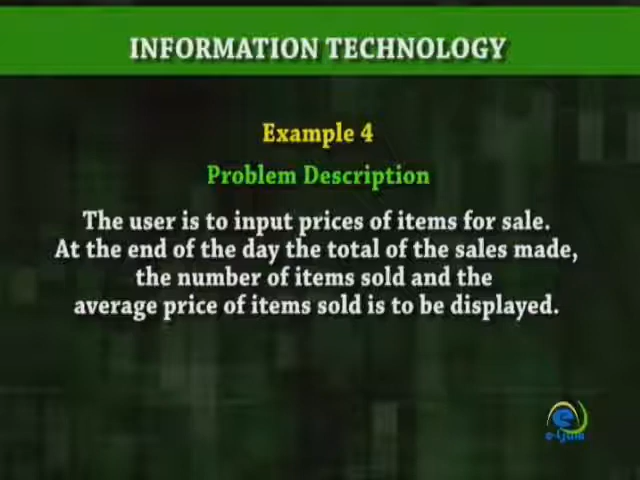 INFORMATION TECHNOLOGY
Example 4
Problem Description
The user is to input prices of items for sale.
At the end of the day the total of the sales made,
the number of items sold and the
average price of items sold is to be displayed.
e